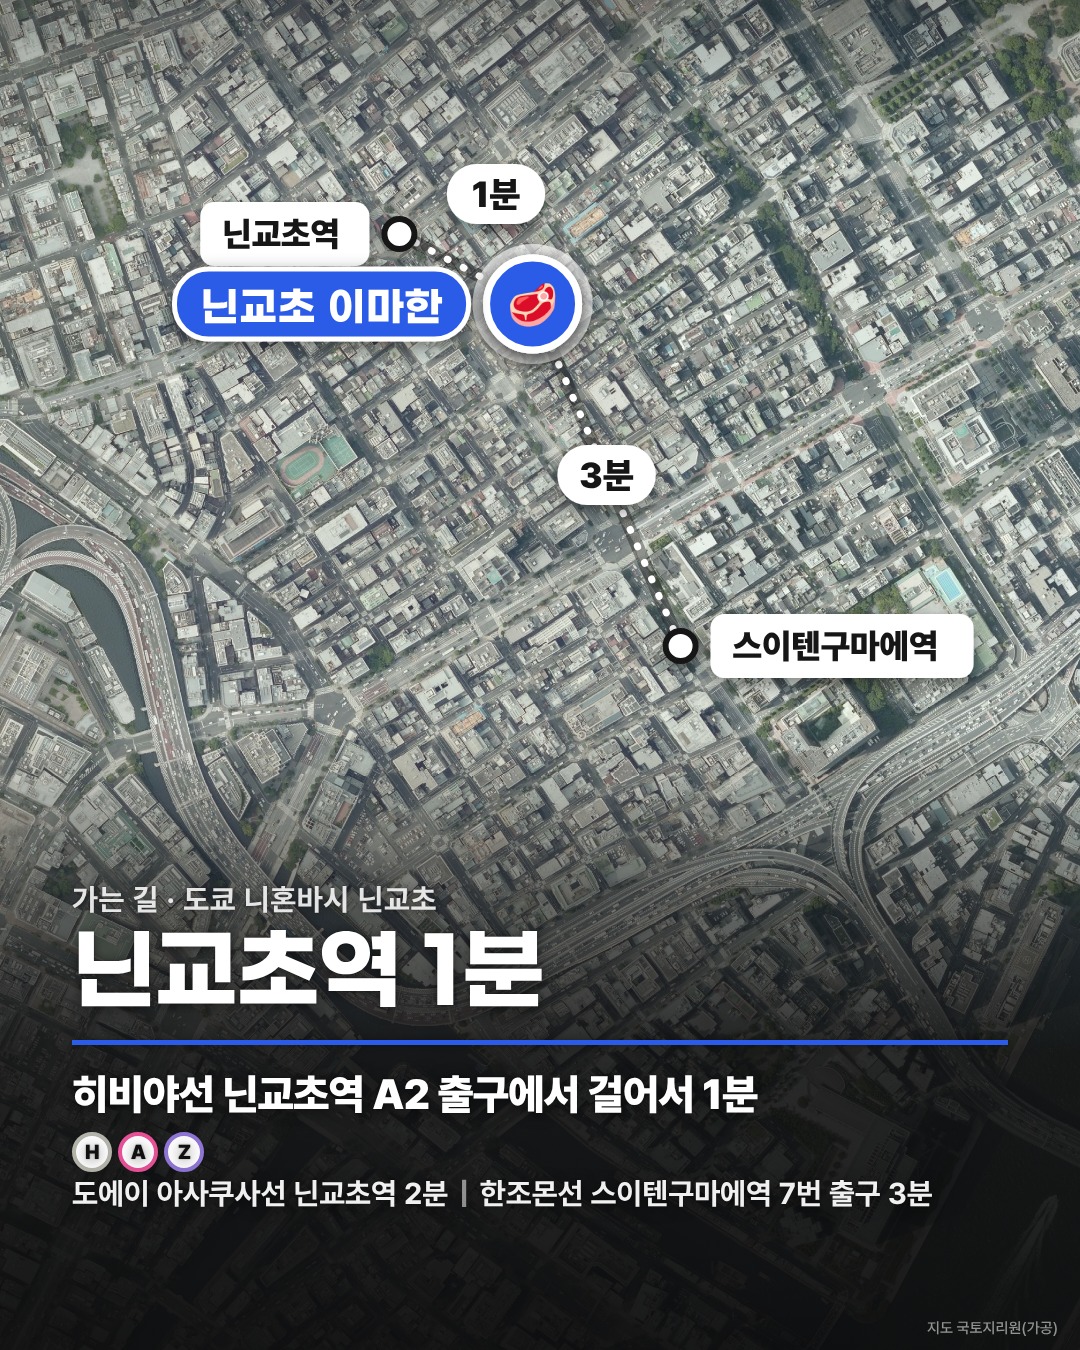 1분
닌교초역
닌교초 이마한
3분
스이텐구마에역
가는 길 · 도쿄 니혼바시 닌교초
닌교초역 1분
히비야선 닌교초역 A2 출구에서 걸어서 1분
H A Z
도에이 아사쿠사선 닌교초역 2분 | 한조몬선 스이텐구마에역 7번 출구 3분
지도 국토지리원(가공)